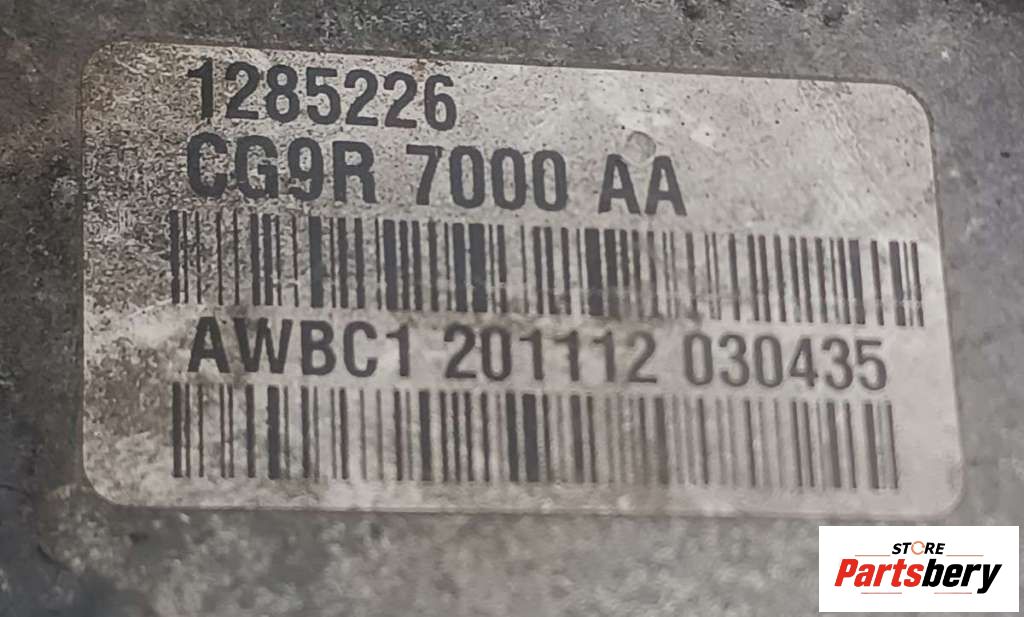 1285226
CG9R 7000 AA
AWBC1 201112 030435
STORE
Partsbery